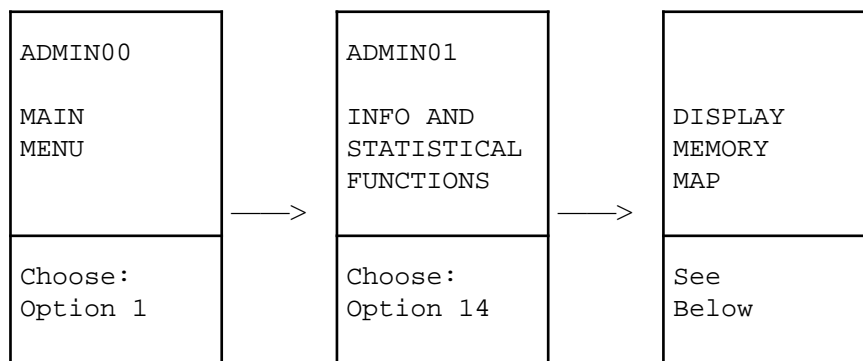 ADMIN00
MAIN
MENU
Choose:
Option 1
---->
ADMIN01
INFO AND
STATISTICAL
FUNCTIONS
Choose:
Option 14
---->
DISPLAY
MEMORY
MAP
See
Below